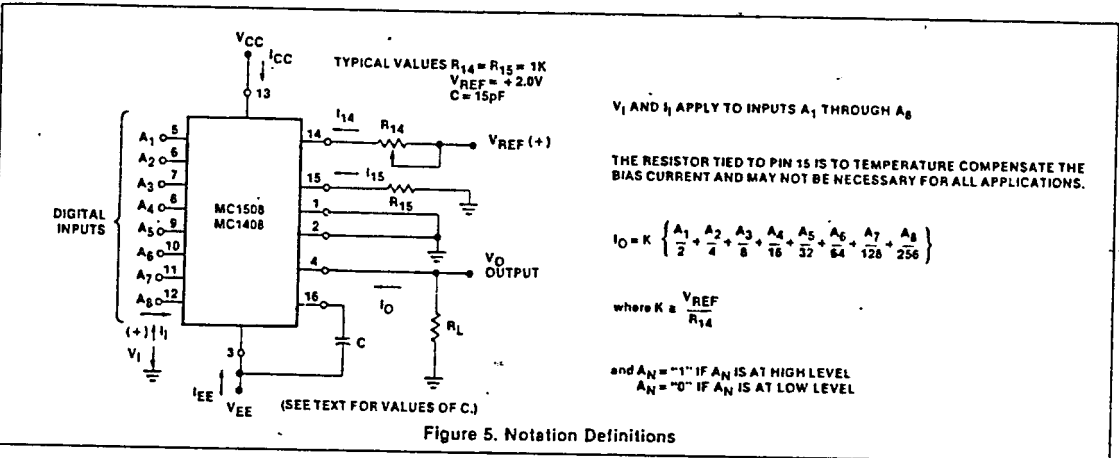 VCC
ICC
13
TYPICAL VALUES R14 = R15 = 1K
VREF = +2.0V
C = 15pF
DIGITAL
INPUTS
A1 5
A2 6
A3 7
A4 8
A5 9
A6 10
A7 11
A8 12
MC1508
MC1408
14
I14
R14
VREF (+)
15
I15
R15
1
2
4
VO
OUTPUT
IO
16
RL
C
(+) II
VI
3
IEE
VEE
(SEE TEXT FOR VALUES OF C.)
VI AND II APPLY TO INPUTS A1 THROUGH A8
THE RESISTOR TIED TO PIN 15 IS TO TEMPERATURE COMPENSATE THE
BIAS CURRENT AND MAY NOT BE NECESSARY FOR ALL APPLICATIONS.
IO = K { A1/2 + A2/4 + A3/8 + A4/16 + A5/32 + A6/64 + A7/128 + A8/256 }
where K ≅ VREF/R14
and AN = "1" IF AN IS AT HIGH LEVEL
AN = "0" IF AN IS AT LOW LEVEL
Figure 5. Notation Definitions